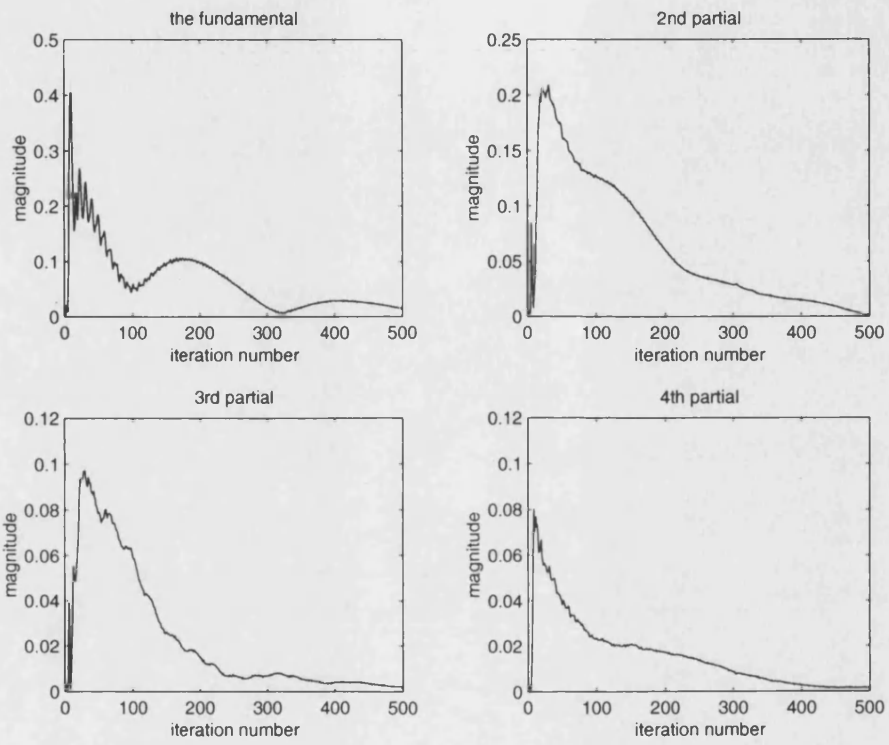 the fundamental
0.5
0.4
0.3
0.2
0.1
0
magnitude
0 100 200 300 400 500
iteration number
2nd partial
0.25
0.2
0.15
0.1
0.05
0
magnitude
0 100 200 300 400 500
iteration number
3rd partial
0.12
0.1
0.08
0.06
0.04
0.02
0
magnitude
0 100 200 300 400 500
iteration number
4th partial
0.12
0.1
0.08
0.06
0.04
0.02
0
magnitude
0 100 200 300 400 500
iteration number